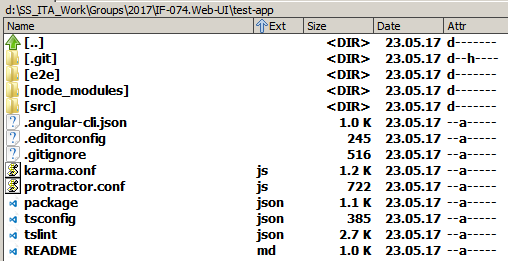 d:\SS_ITA_Work\Groups\2017\IF-074.Web-UI\test-app
Name Ext Size Date Attr
[..] <DIR> 23.05.17 d-------
[.git] <DIR> 23.05.17 d--h----
[e2e] <DIR> 23.05.17 d-------
[node_modules] <DIR> 23.05.17 d-------
[src] <DIR> 23.05.17 d-------
.angular-cli.json 1.0 K 23.05.17 --a-----
.editorconfig 245 23.05.17 --a-----
.gitignore 516 23.05.17 --a-----
karma.conf js 1.2 K 23.05.17 --a-----
protractor.conf js 722 23.05.17 --a-----
package json 1.1 K 23.05.17 --a-----
tsconfig json 385 23.05.17 --a-----
tslint json 2.7 K 23.05.17 --a-----
README md 1.0 K 23.05.17 --a-----